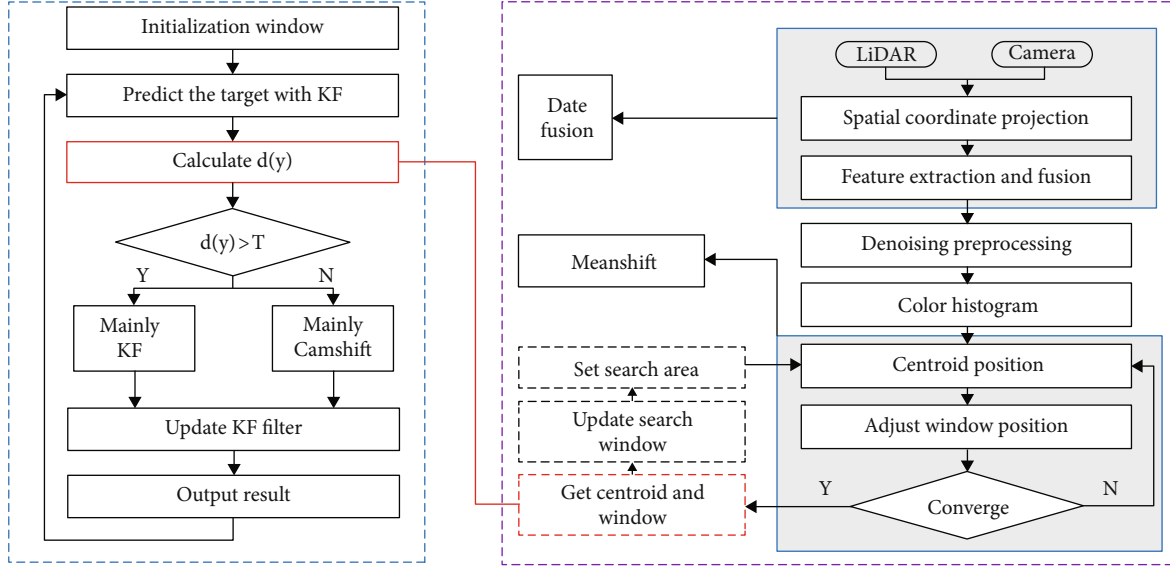 Initialization window
Predict the target with KF
Calculate d(y)
d(y) > T
Y
N
Mainly
KF
Mainly
Camshift
Update KF filter
Output result
LiDAR
Camera
Date
fusion
Spatial coordinate projection
Feature extraction and fusion
Denoising preprocessing
Meanshift
Color histogram
Set search area
Centroid position
Update search
window
Adjust window position
Get centroid and
window
Y
Converge
N